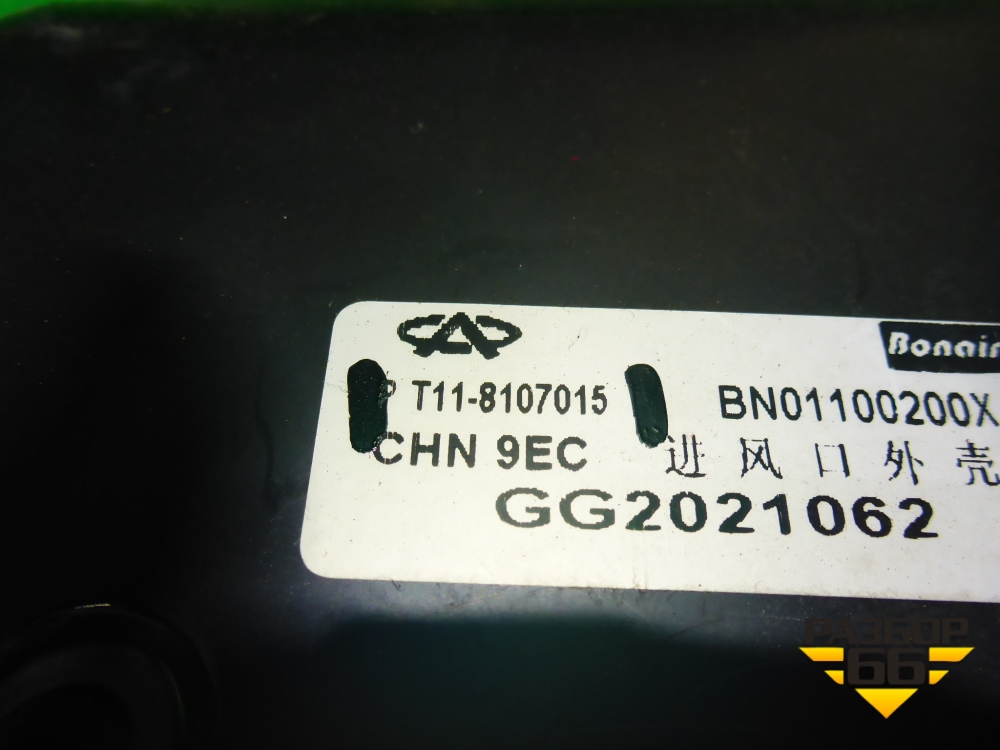 Bonair
P T11-8107015 BN01100200X
CHN 9EC 进风口外壳
GG2021062
РАЗБОР
66